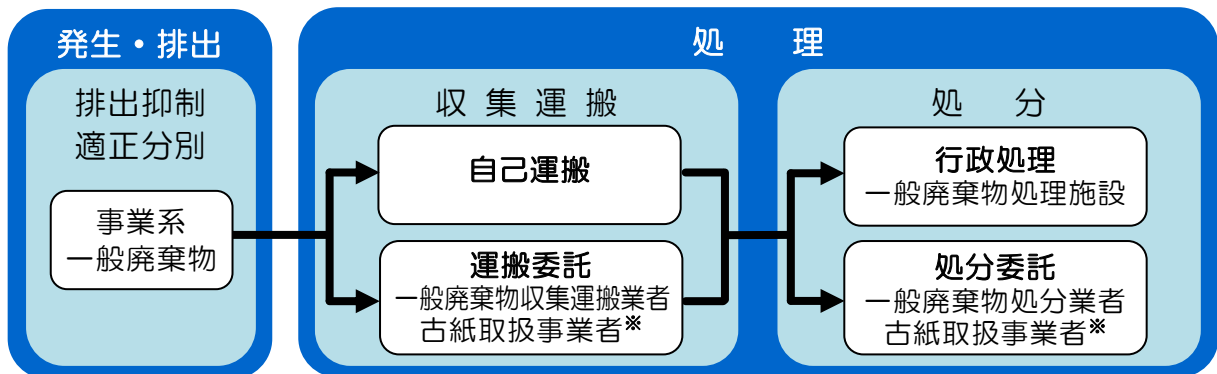 発生・排出
排出抑制
適正分別
事業系
一般廃棄物
処　理
収集運搬
自己運搬
運搬委託
一般廃棄物収集運搬業者
古紙取扱事業者※
処　分
行政処理
一般廃棄物処理施設
処分委託
一般廃棄物処分業者
古紙取扱事業者※